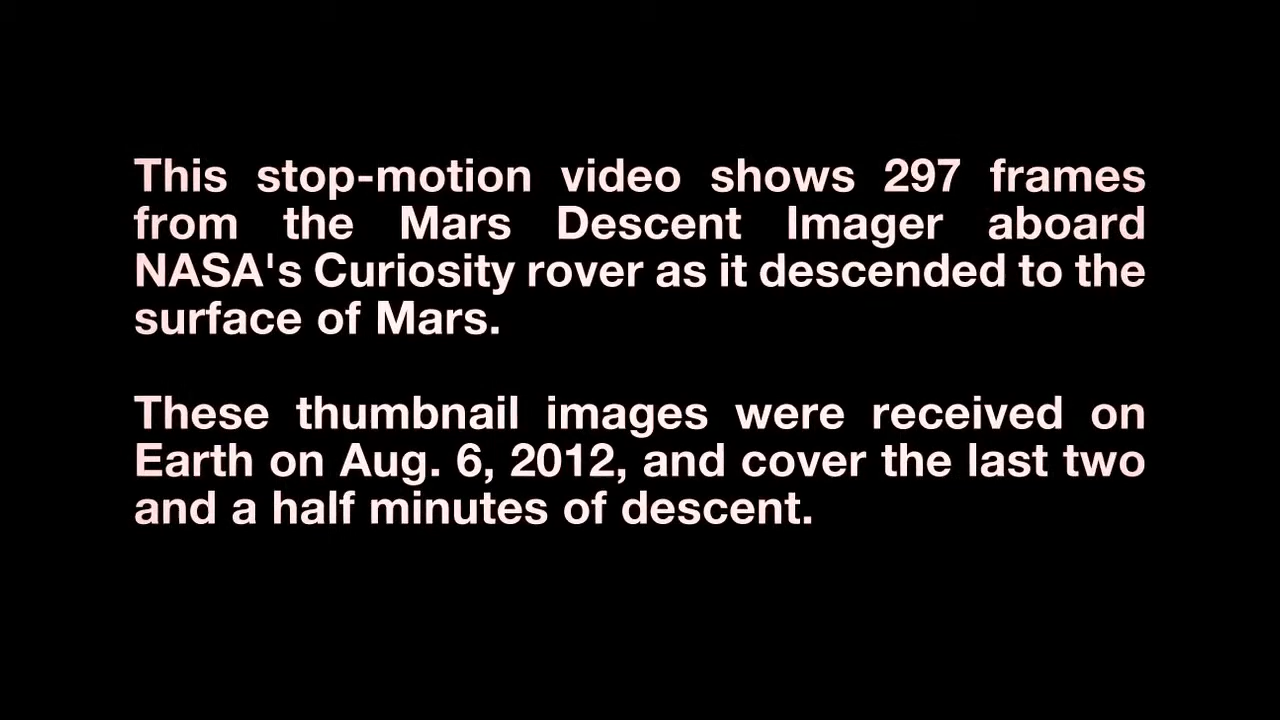 This stop-motion video shows 297 frames
from the Mars Descent Imager aboard
NASA's Curiosity rover as it descended to the
surface of Mars.
These thumbnail images were received on
Earth on Aug. 6, 2012, and cover the last two
and a half minutes of descent.